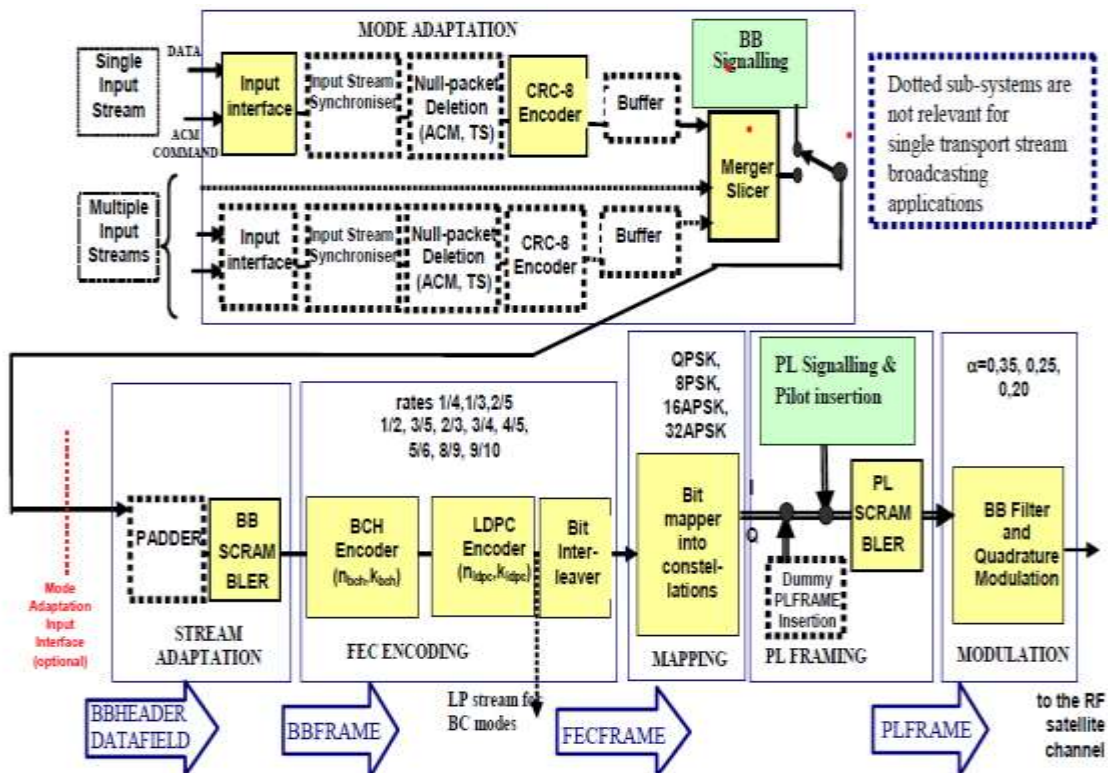 MODE ADAPTATION
BB
Signalling
Single
Input
Stream
DATA
ACM
COMMAND
Input
interface
Input Stream
Synchroniser
Null-packet
Deletion
(ACM, TS)
CRC-8
Encoder
Buffer
Merger
Slicer
Dotted sub-systems are
not relevant for
single transport stream
broadcasting
applications
Multiple
Input
Streams
Input
interface
Input Stream
Synchroniser
Null-packet
Deletion
(ACM, TS)
CRC-8
Encoder
Buffer
rates 1/4,1/3,2/5
1/2, 3/5, 2/3, 3/4, 4/5,
5/6, 8/9, 9/10
QPSK,
8PSK,
16APSK,
32APSK
PL Signalling &
Pilot insertion
α=0,35, 0,25,
0,20
PADDER
BB
SCRAM
BLER
BCH
Encoder
(nbch,kbch)
LDPC
Encoder
(nldpc,kldpc)
Bit
Inter-
leaver
Bit
mapper
into
constel-
lations
I
Q
Dummy
PLFRAME
Insertion
PL
SCRAM
BLER
BB Filter
and
Quadrature
Modulation
Mode
Adaptation
Input
Interface
(optional)
STREAM
ADAPTATION
FEC ENCODING
MAPPING
PL FRAMING
MODULATION
BBHEADER
DATAFIELD
BBFRAME
LP stream for
BC modes
FECFRAME
PLFRAME
to the RF
satellite
channel